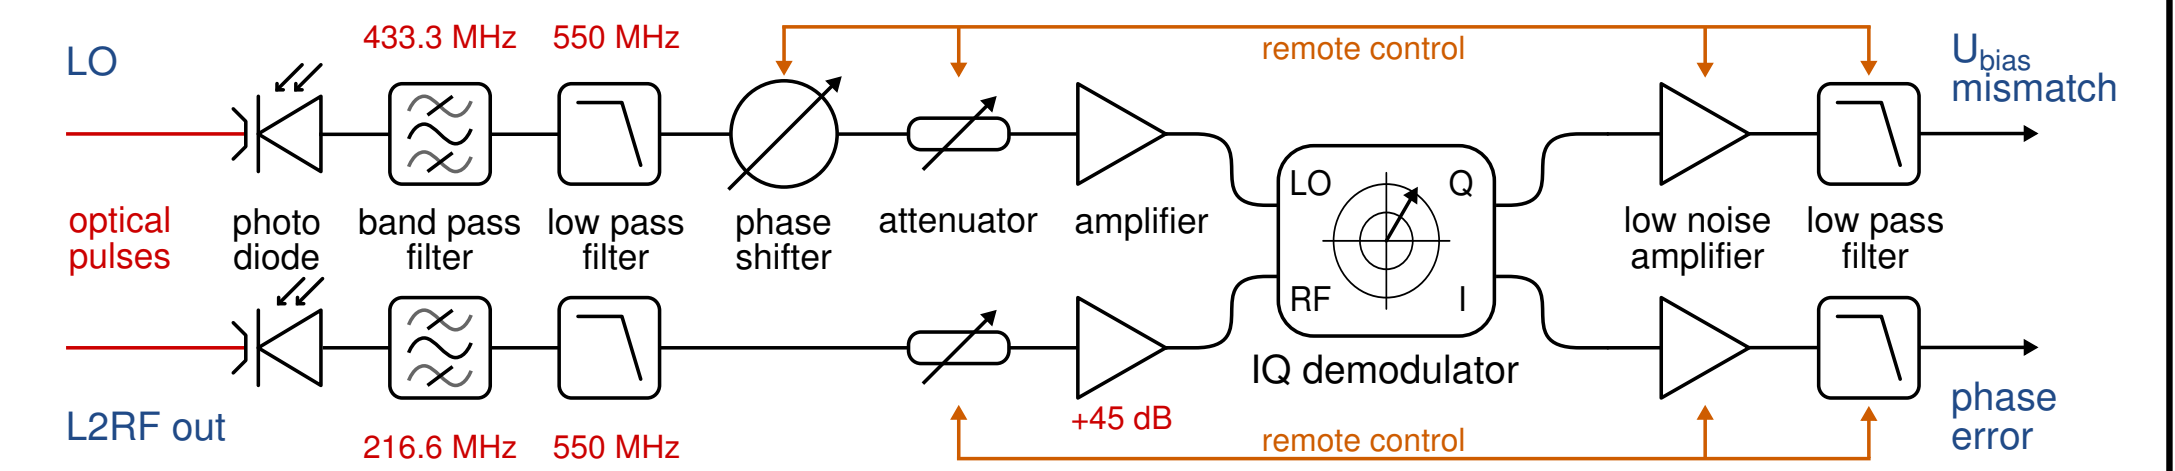 433.3 MHz
550 MHz
LO
remote control
U bias
mismatch
LO
Q
optical
pulses
photo
diode
band pass
filter
low pass
filter
phase
shifter
attenuator
amplifier
low noise
amplifier
low pass
filter
RF
I
IQ demodulator
L2RF out
216.6 MHz
550 MHz
+45 dB
remote control
phase
error